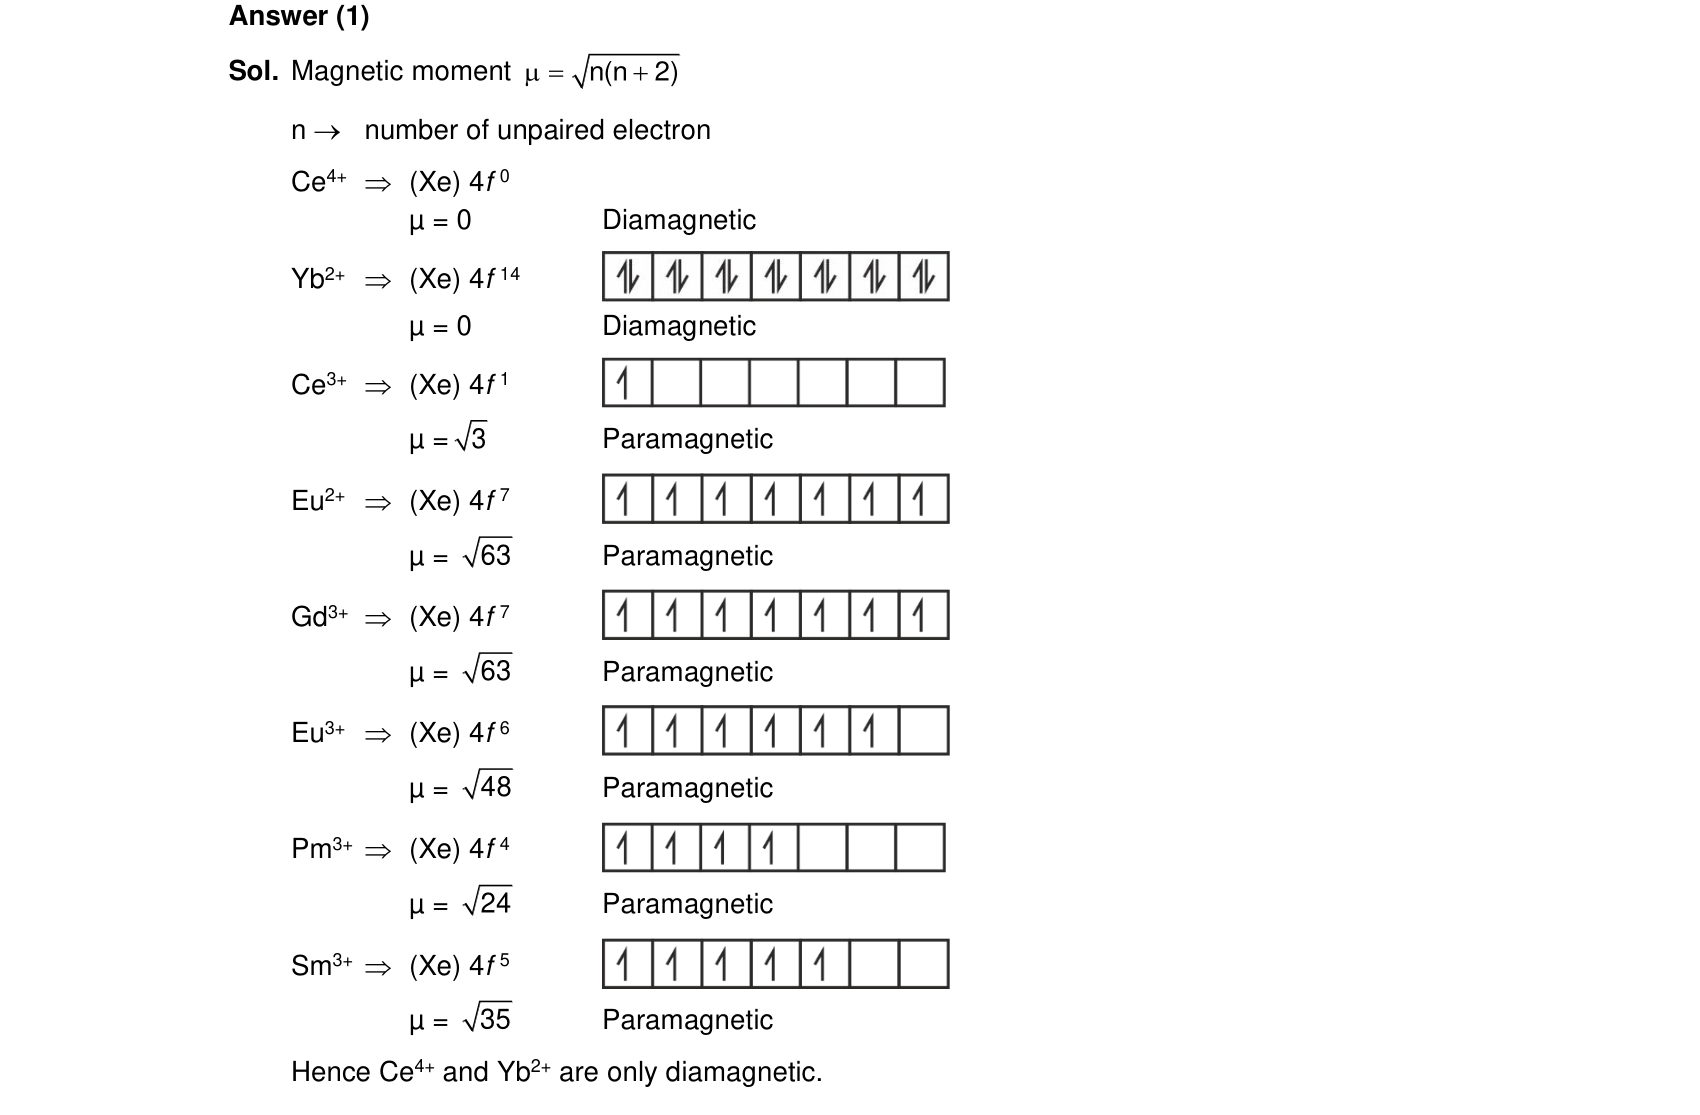 Answer (1)
Sol. Magnetic moment μ = √n(n + 2)
n → number of unpaired electron
Ce⁴⁺ ⇒ (Xe) 4f⁰
μ = 0 Diamagnetic
Yb²⁺ ⇒ (Xe) 4f¹⁴ ⥮ ⥮ ⥮ ⥮ ⥮ ⥮ ⥮
μ = 0 Diamagnetic
Ce³⁺ ⇒ (Xe) 4f¹ ↿
μ = √3 Paramagnetic
Eu²⁺ ⇒ (Xe) 4f⁷ ↿ ↿ ↿ ↿ ↿ ↿ ↿
μ = √63 Paramagnetic
Gd³⁺ ⇒ (Xe) 4f⁷ ↿ ↿ ↿ ↿ ↿ ↿ ↿
μ = √63 Paramagnetic
Eu³⁺ ⇒ (Xe) 4f⁶ ↿ ↿ ↿ ↿ ↿ ↿
μ = √48 Paramagnetic
Pm³⁺ ⇒ (Xe) 4f⁴ ↿ ↿ ↿ ↿
μ = √24 Paramagnetic
Sm³⁺ ⇒ (Xe) 4f⁵ ↿ ↿ ↿ ↿ ↿
μ = √35 Paramagnetic
Hence Ce⁴⁺ and Yb²⁺ are only diamagnetic.